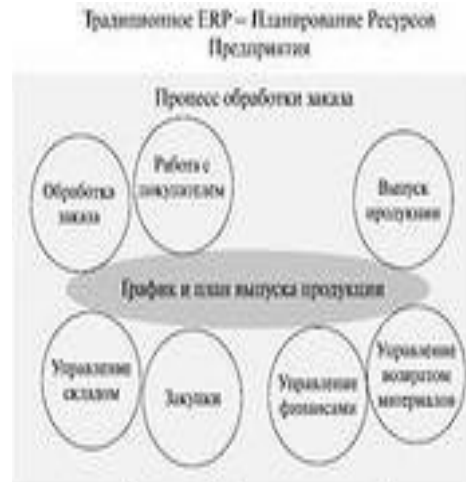 Традиционное ERP – Планирование Ресурсов
Предприятия
Процесс обработки заказа
Обработка
заказа
Работа с
покупателем
Выпуск
продукции
График и план выпуска продукции
Управление
складом
Закупки
Управление
финансами
Управление
возвратом
материалов